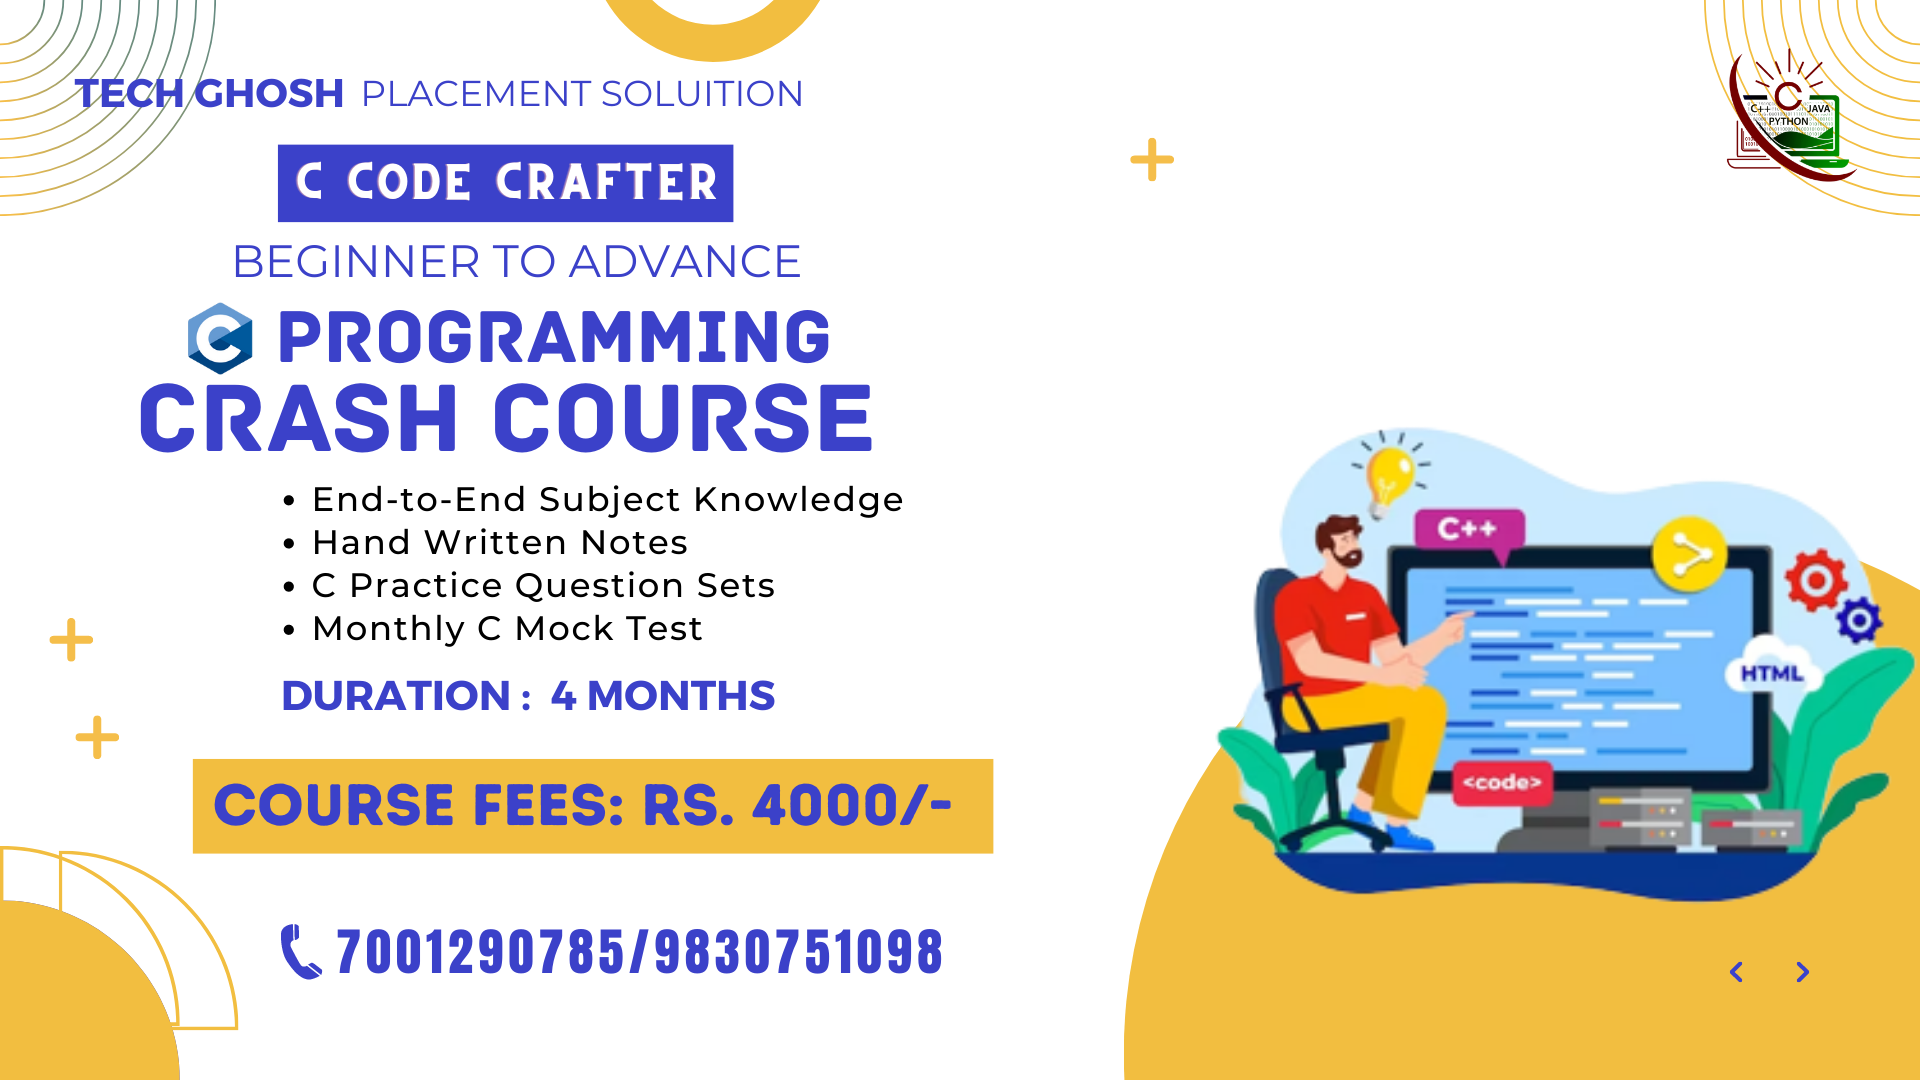 TECH GHOSH PLACEMENT SOLUITION
C CODE CRAFTER
BEGINNER TO ADVANCE
C PROGRAMMING
CRASH COURSE
• End-to-End Subject Knowledge
• Hand Written Notes
• C Practice Question Sets
• Monthly C Mock Test
DURATION : 4 MONTHS
COURSE FEES: RS. 4000/-
7001290785/9830751098
C
C++ JAVA
PYTHON
C++
HTML
<code>